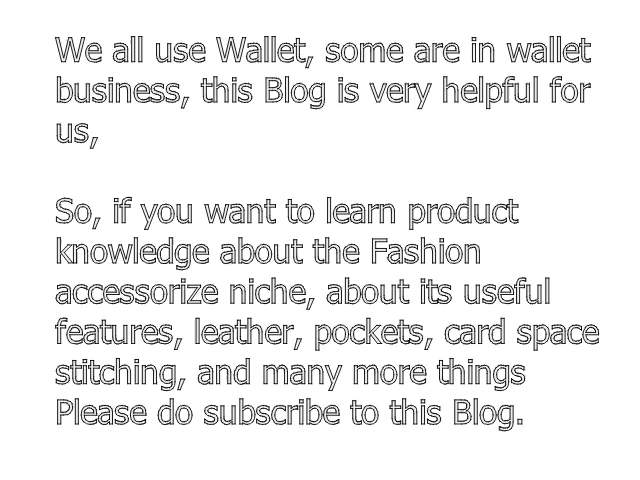 We all use Wallet, some are in wallet
business, this Blog is very helpful for
us,
So, if you want to learn product
knowledge about the Fashion
accessorize niche, about its useful
features, leather, pockets, card space
stitching, and many more things
Please do subscribe to this Blog.